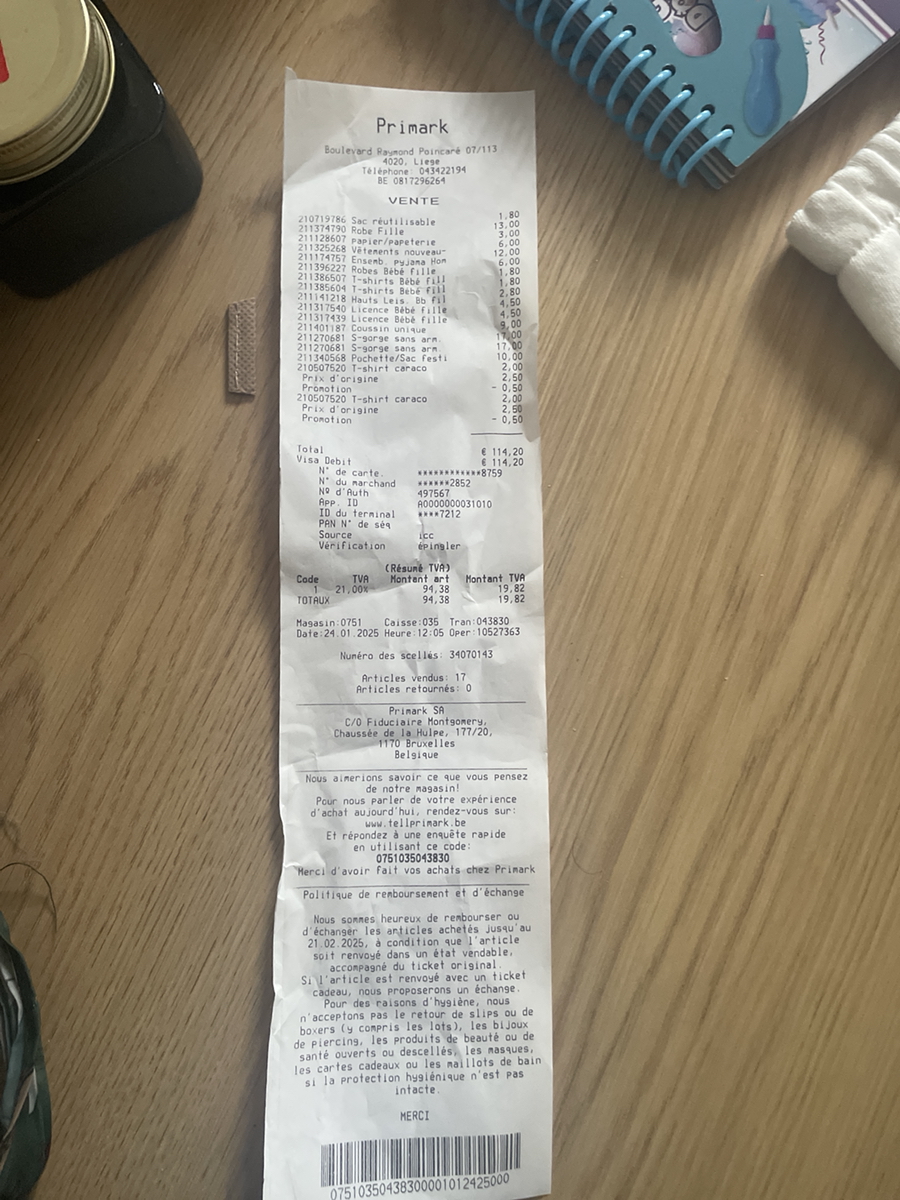 Primark
Boulevard Raymond Poincaré 07/113
4020, Liege
Téléphone: 043422194
BE 0817296264
VENTE
210719786 Sac réutilisable 1,80
211374790 Robe Fille 13,00
211128607 papier/papeterie 3,00
211325268 Vêtements nouveau- 6,00
211174757 Ensemb. pyjama Hom 12,00
211396227 Robes Bébé fille 6,00
211386507 T-shirts Bébé fill 1,80
211385604 T-shirts Bébé fill 1,80
211141218 Hauts Leis. Bb fil 2,80
211317540 Licence Bébé fille 4,50
211317439 Licence Bébé fille 4,50
211401187 Coussin unique 9,00
211270681 S-gorge sans arm. 17,00
211270681 S-gorge sans arm. 17,00
211340568 Pochette/Sac festi 10,00
210507520 T-shirt caraco 2,00
Prix d'origine 2,50
Promotion - 0,50
210507520 T-shirt caraco 2,00
Prix d'origine 2,50
Promotion - 0,50
Total € 114,20
Visa Debit € 114,20
N° de carte. ************8759
N° du marchand ******2852
Nº d'Auth 497567
App. ID A0000000031010
ID du terminal ****7212
PAN N° de séq
Source icc
Vérification épingler
(Résumé TVA)
Code TVA Montant art Montant TVA
1 21,00% 94,38 19,82
TOTAUX 94,38 19,82
Magasin:0751 Caisse:035 Tran:043830
Date:24.01.2025 Heure:12:05 Oper:10527363
Numéro des scellés: 34070143
Articles vendus: 17
Articles retournés: 0
Primark SA
C/O Fiduciaire Montgomery,
Chaussée de la Hulpe, 177/20,
1170 Bruxelles
Belgique
Nous aimerions savoir ce que vous pensez
de notre magasin!
Pour nous parler de votre expérience
d'achat aujourd'hui, rendez-vous sur:
www.tellprimark.be
Et répondez à une enquête rapide
en utilisant ce code:
0751035043830
Merci d'avoir fait vos achats chez Primark
Politique de remboursement et d'échange
Nous sommes heureux de rembourser ou
d'échanger les articles achetés jusqu'au
21.02.2025, à condition que l'article
soit renvoyé dans un état vendable,
accompagné du ticket original.
Si l'article est renvoyé avec un ticket
cadeau, nous proposerons un échange.
Pour des raisons d'hygiène, nous
n'acceptons pas le retour de slips ou de
boxers (y compris les lots), les bijoux
de piercing, les produits de beauté ou de
santé ouverts ou descellés, les masques,
les cartes cadeaux ou les maillots de bain
si la protection hygiénique n'est pas
intacte.
MERCI
07510350438300001012425000